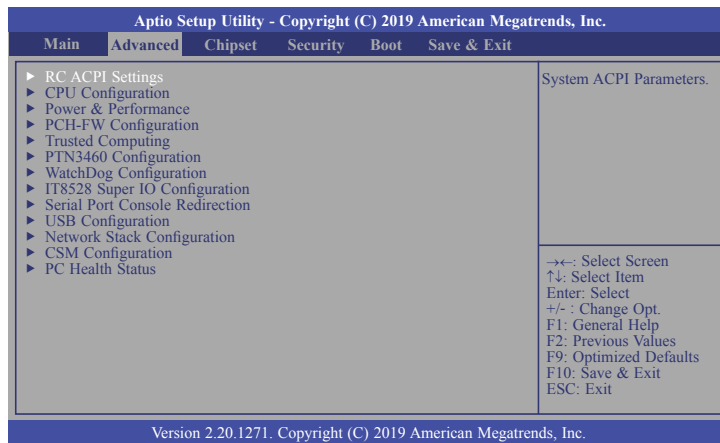 Aptio Setup Utility - Copyright (C) 2019 American Megatrends, Inc.
Main Advanced Chipset Security Boot Save & Exit
► RC ACPI Settings
► CPU Configuration
► Power & Performance
► PCH-FW Configuration
► Trusted Computing
► PTN3460 Configuration
► WatchDog Configuration
► IT8528 Super IO Configuration
► Serial Port Console Redirection
► USB Configuration
► Network Stack Configuration
► CSM Configuration
► PC Health Status
System ACPI Parameters.
→←: Select Screen
↑↓: Select Item
Enter: Select
+/- : Change Opt.
F1: General Help
F2: Previous Values
F9: Optimized Defaults
F10: Save & Exit
ESC: Exit
Version 2.20.1271. Copyright (C) 2019 American Megatrends, Inc.